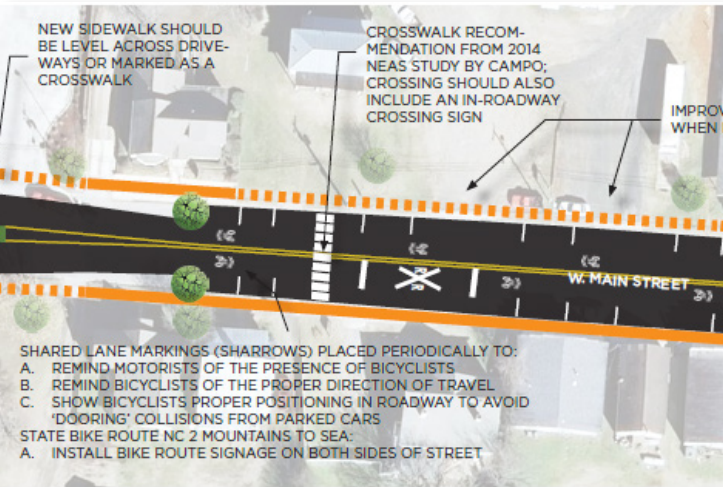 NEW SIDEWALK SHOULD
BE LEVEL ACROSS DRIVE-
WAYS OR MARKED AS A
CROSSWALK
CROSSWALK RECOM-
MENDATION FROM 2014
NEAS STUDY BY CAMPO;
CROSSING SHOULD ALSO
INCLUDE AN IN-ROADWAY
CROSSING SIGN
IMPROV
WHEN
R R
W. MAIN STREET
SHARED LANE MARKINGS (SHARROWS) PLACED PERIODICALLY TO:
A. REMIND MOTORISTS OF THE PRESENCE OF BICYCLISTS
B. REMIND BICYCLISTS OF THE PROPER DIRECTION OF TRAVEL
C. SHOW BICYCLISTS PROPER POSITIONING IN ROADWAY TO AVOID
'DOORING' COLLISIONS FROM PARKED CARS
STATE BIKE ROUTE NC 2 MOUNTAINS TO SEA:
A. INSTALL BIKE ROUTE SIGNAGE ON BOTH SIDES OF STREET